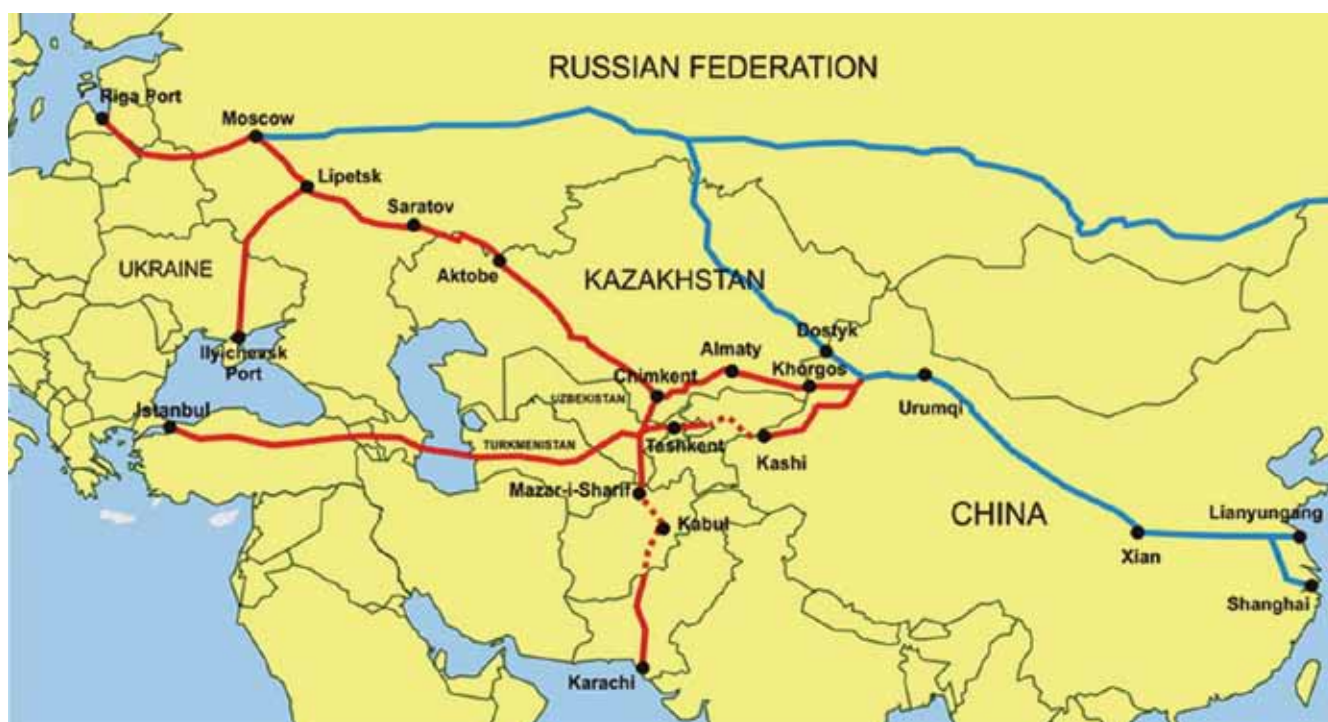 RUSSIAN FEDERATION
Riga Port
Moscow
Lipetsk
Saratov
UKRAINE
Aktobe
KAZAKHSTAN
Ilyichevsk
Port
Dostyk
Almaty
Khorgos
Chimkent
UZBEKISTAN
Urumqi
Istanbul
TURKMENISTAN
Tashkent
Kashi
Mazar-i-Sharif
Kabul
CHINA
Lianyungang
Xian
Shanghai
Karachi